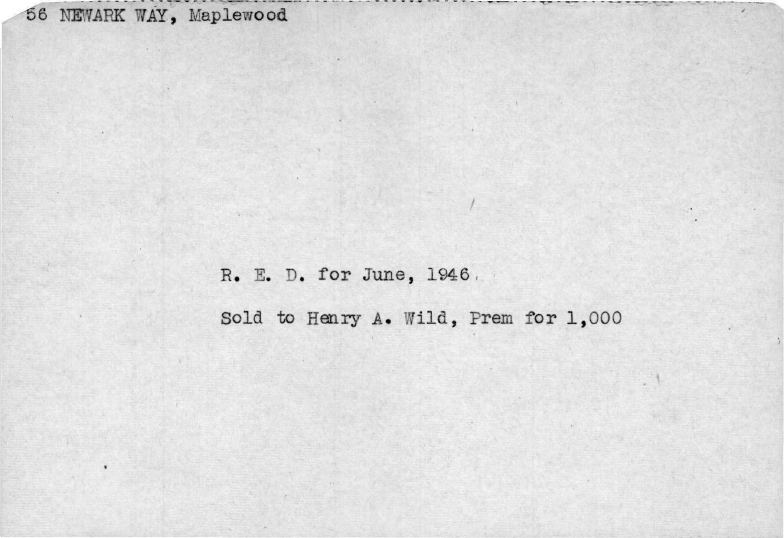 56 NEWARK WAY, Maplewood
R. E. D. for June, 1946.
Sold to Henry A. Wild, Prem for 1,000